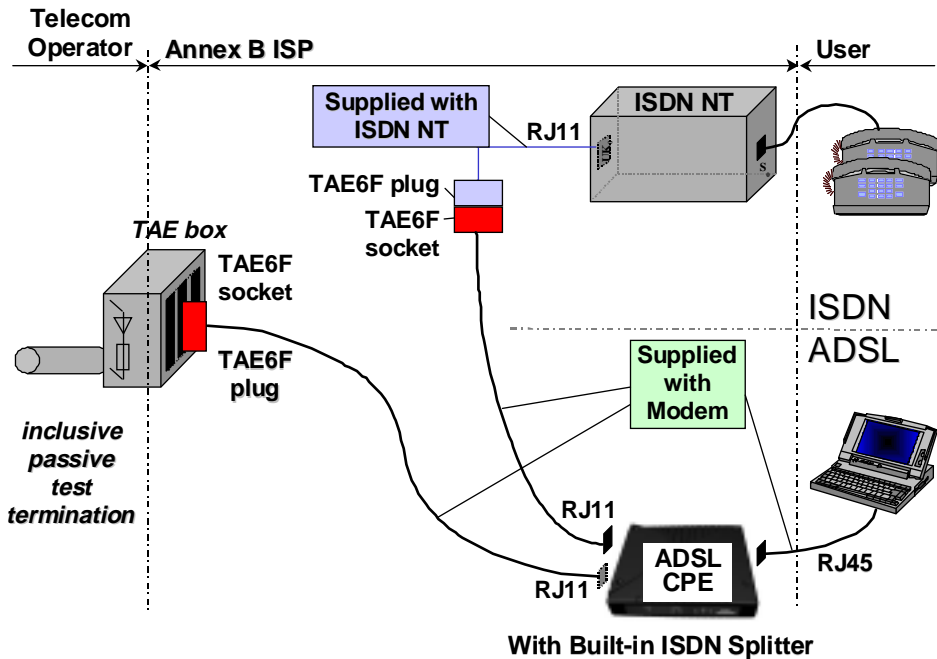 Telecom
Operator
Annex B ISP
User
Supplied with
ISDN NT
RJ11
ISDN NT
UK0
S
TAE6F plug
TAE6F
socket
TAE box
TAE6F
socket
TAE6F
plug
ISDN
ADSL
Supplied
with
Modem
inclusive
passive
test
termination
RJ11
RJ11
ADSL
CPE
RJ45
With Built-in ISDN Splitter